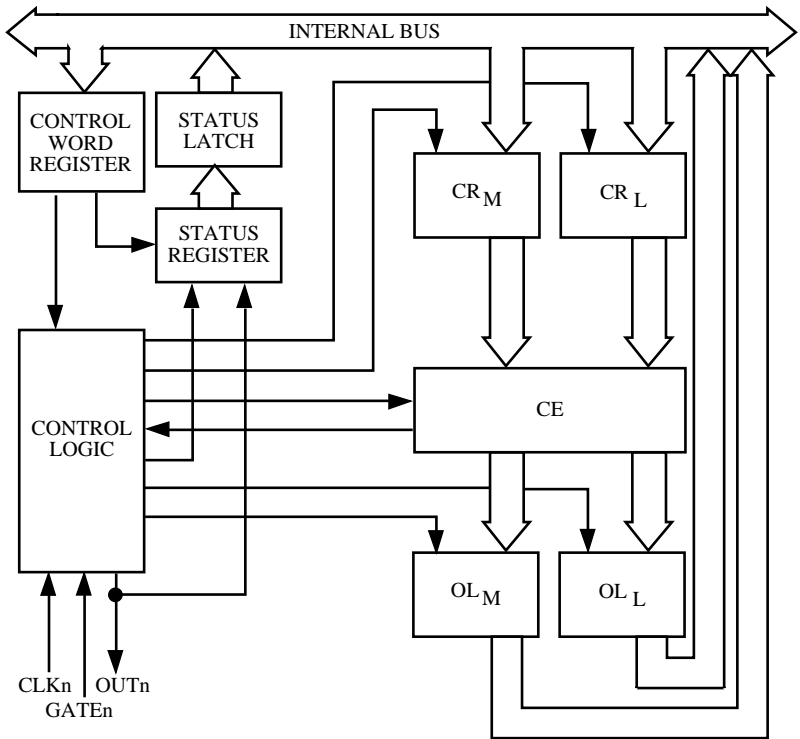 INTERNAL BUS
CONTROL
WORD
REGISTER
STATUS
LATCH
CR M
CR L
STATUS
REGISTER
CE
CONTROL
LOGIC
OL M
OL L
CLKn
OUTn
GATEn